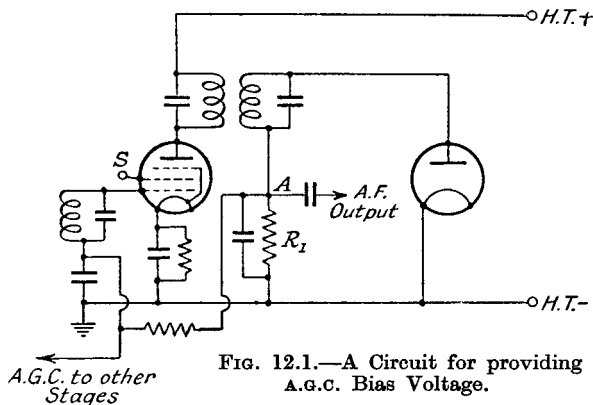 H.T.+
S
A
A.F.
Output
R1
H.T.-
A.G.C. to other
Stages
FIG. 12.1.—A Circuit for providing
A.G.C. Bias Voltage.